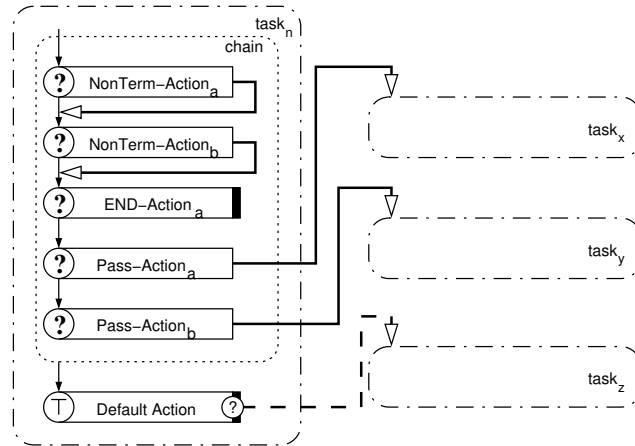 task_n
chain
? NonTerm-Action_a
? NonTerm-Action_b
? END-Action_a
? Pass-Action_a
? Pass-Action_b
T Default Action ?
task_x
task_y
task_z